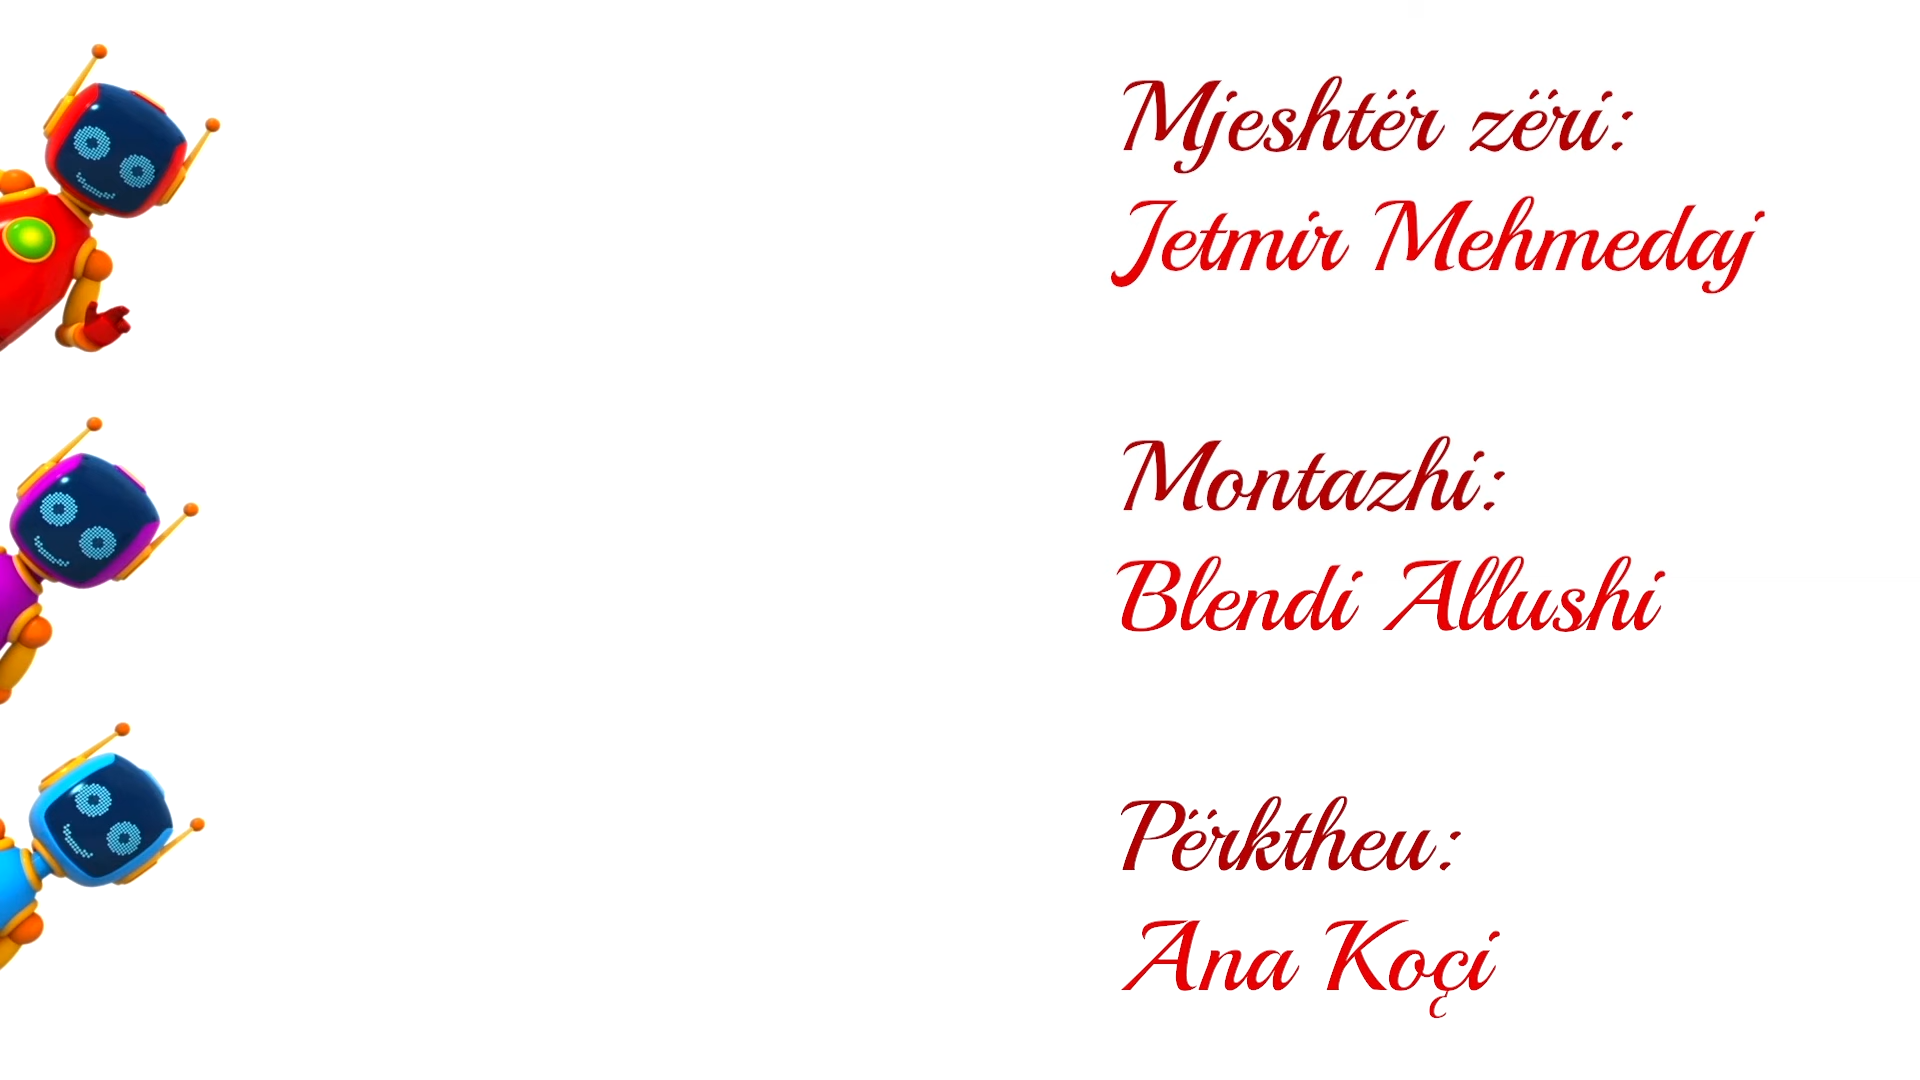 Mjeshtër zëri:
Jetmir Mehmedaj
Montazhi:
Blendi Allushi
Përktheu:
Ana Koçi